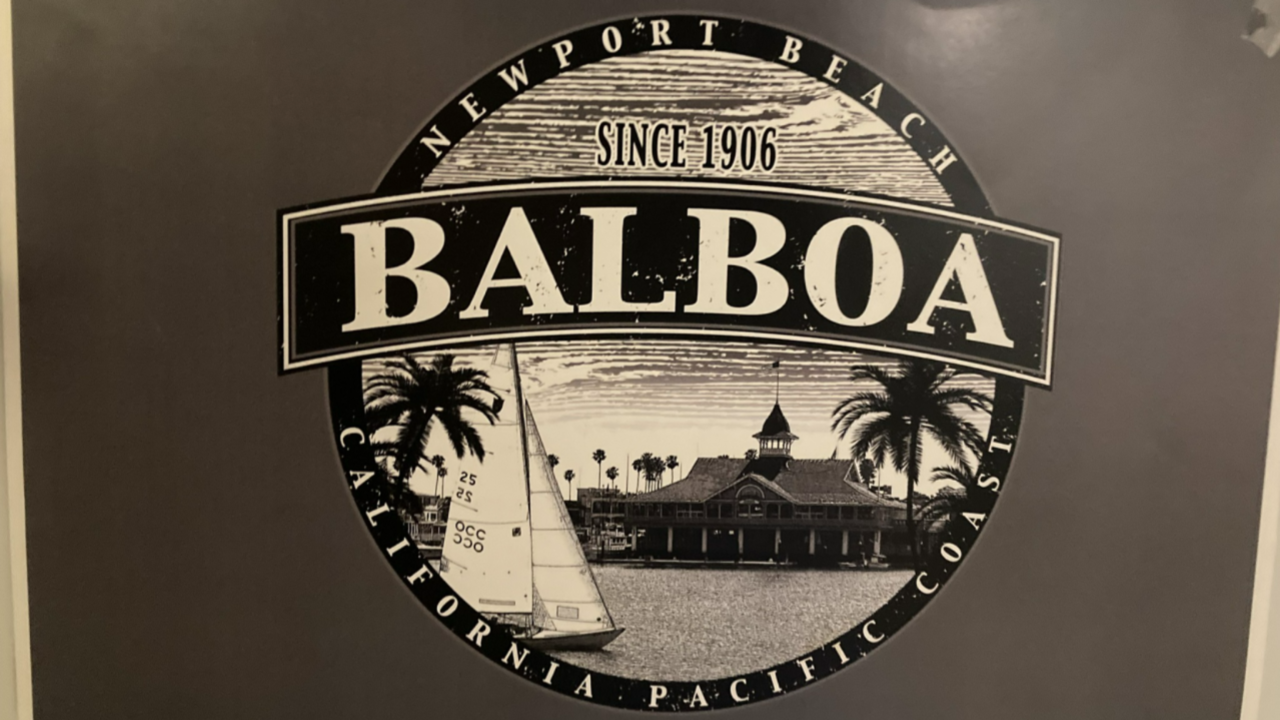 NEWPORT BEACH
SINCE 1906
BALBOA
25
25
OCC
OCC
CALIFORNIA PACIFIC COAST